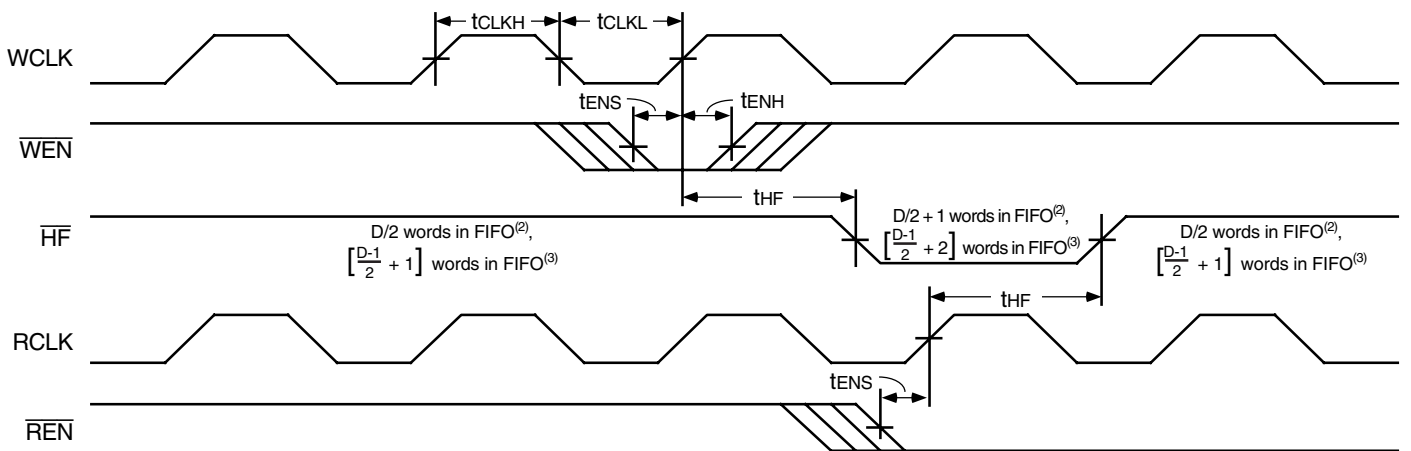 tCLKH tCLKL
WCLK
tENS tENH
WEN
tHF
HF
D/2 words in FIFO(2),
[D-1/2 + 1] words in FIFO(3)
D/2 + 1 words in FIFO(2),
[D-1/2 + 2] words in FIFO(3)
D/2 words in FIFO(2),
[D-1/2 + 1] words in FIFO(3)
tHF
RCLK
tENS
REN